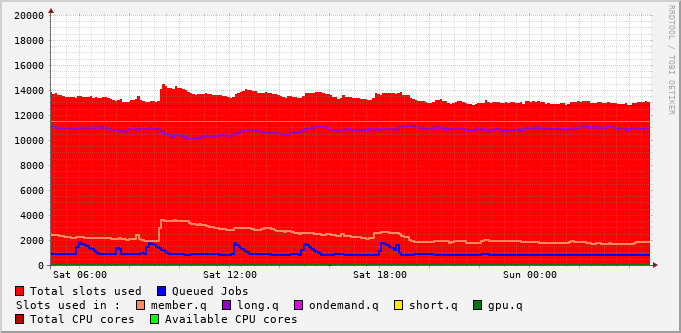 20000
18000
16000
14000
12000
10000
8000
6000
4000
2000
0
Sat 06:00 Sat 12:00 Sat 18:00 Sun 00:00
RRDTOOL / TOBI OETIKER
Total slots used Queued Jobs
Slots used in : member.q long.q ondemand.q short.q gpu.q
Total CPU cores Available CPU cores